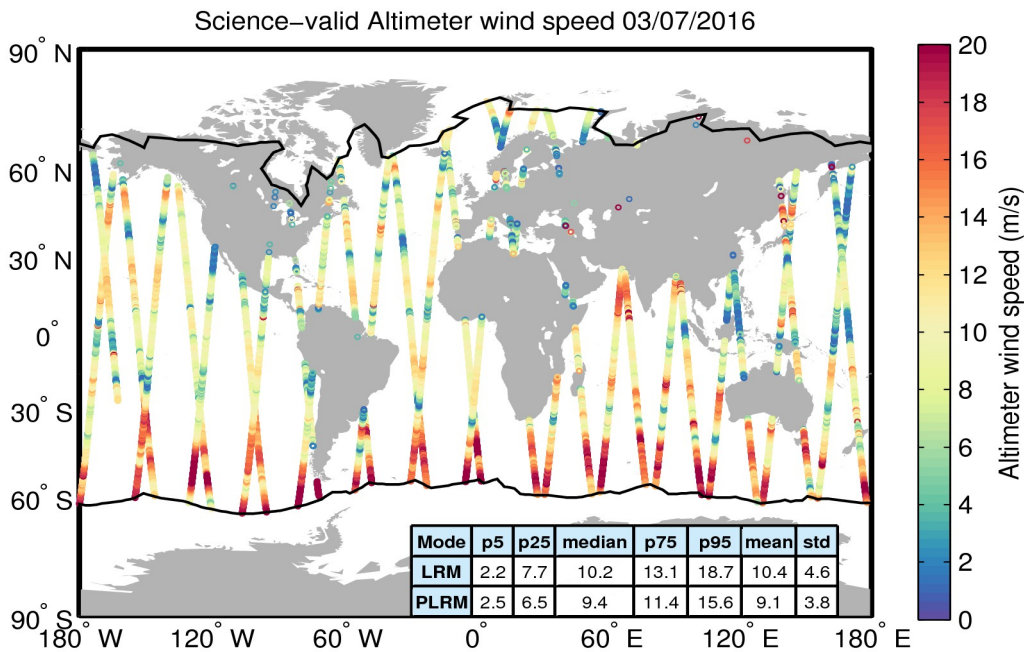 Science−valid Altimeter wind speed 03/07/2016
90° N
60° N
30° N
0°
30° S
60° S
90° S
180° W
120° W
60° W
0°
60° E
120° E
180° E
Mode p5 p25 median p75 p95 mean std
LRM 2.2 7.7 10.2 13.1 18.7 10.4 4.6
PLRM 2.5 6.5 9.4 11.4 15.6 9.1 3.8
20
18
16
14
12
10
8
6
4
2
0
Altimeter wind speed (m/s)